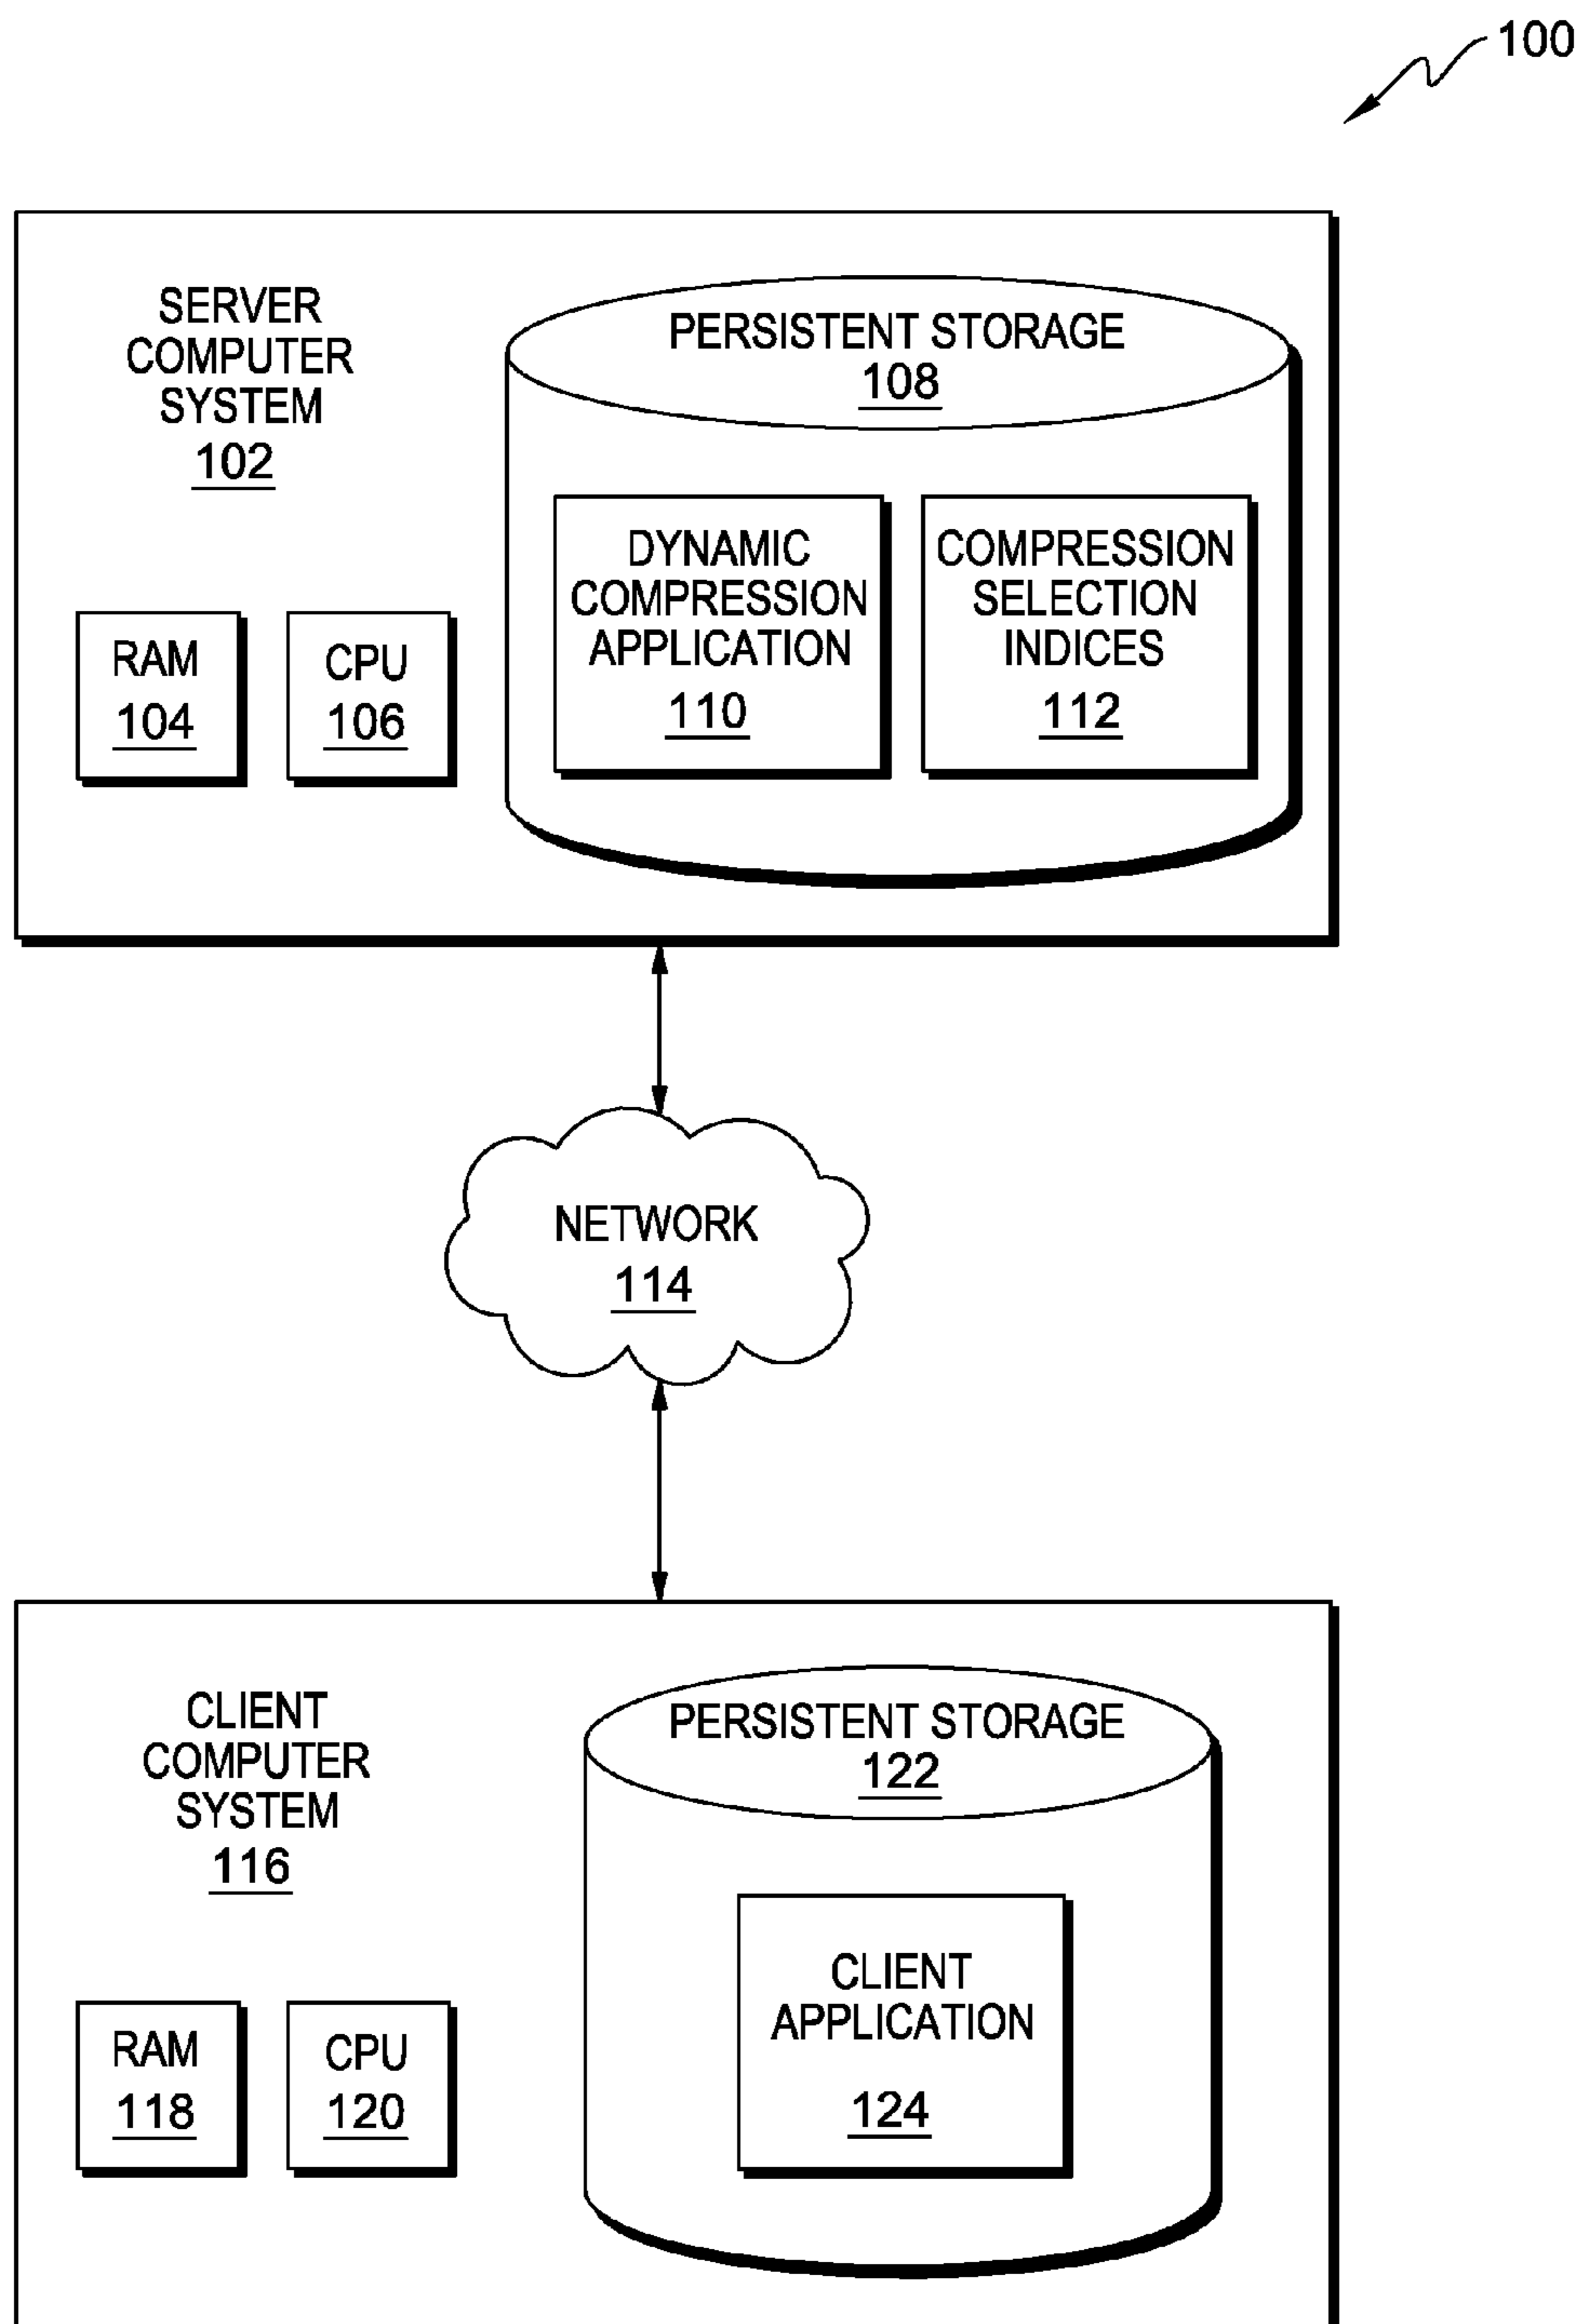 100
SERVER
COMPUTER
SYSTEM
102
PERSISTENT STORAGE
108
DYNAMIC
COMPRESSION
APPLICATION
110
COMPRESSION
SELECTION
INDICES
112
RAM
104
CPU
106
NETWORK
114
CLIENT
COMPUTER
SYSTEM
116
PERSISTENT STORAGE
122
CLIENT
APPLICATION
124
RAM
118
CPU
120